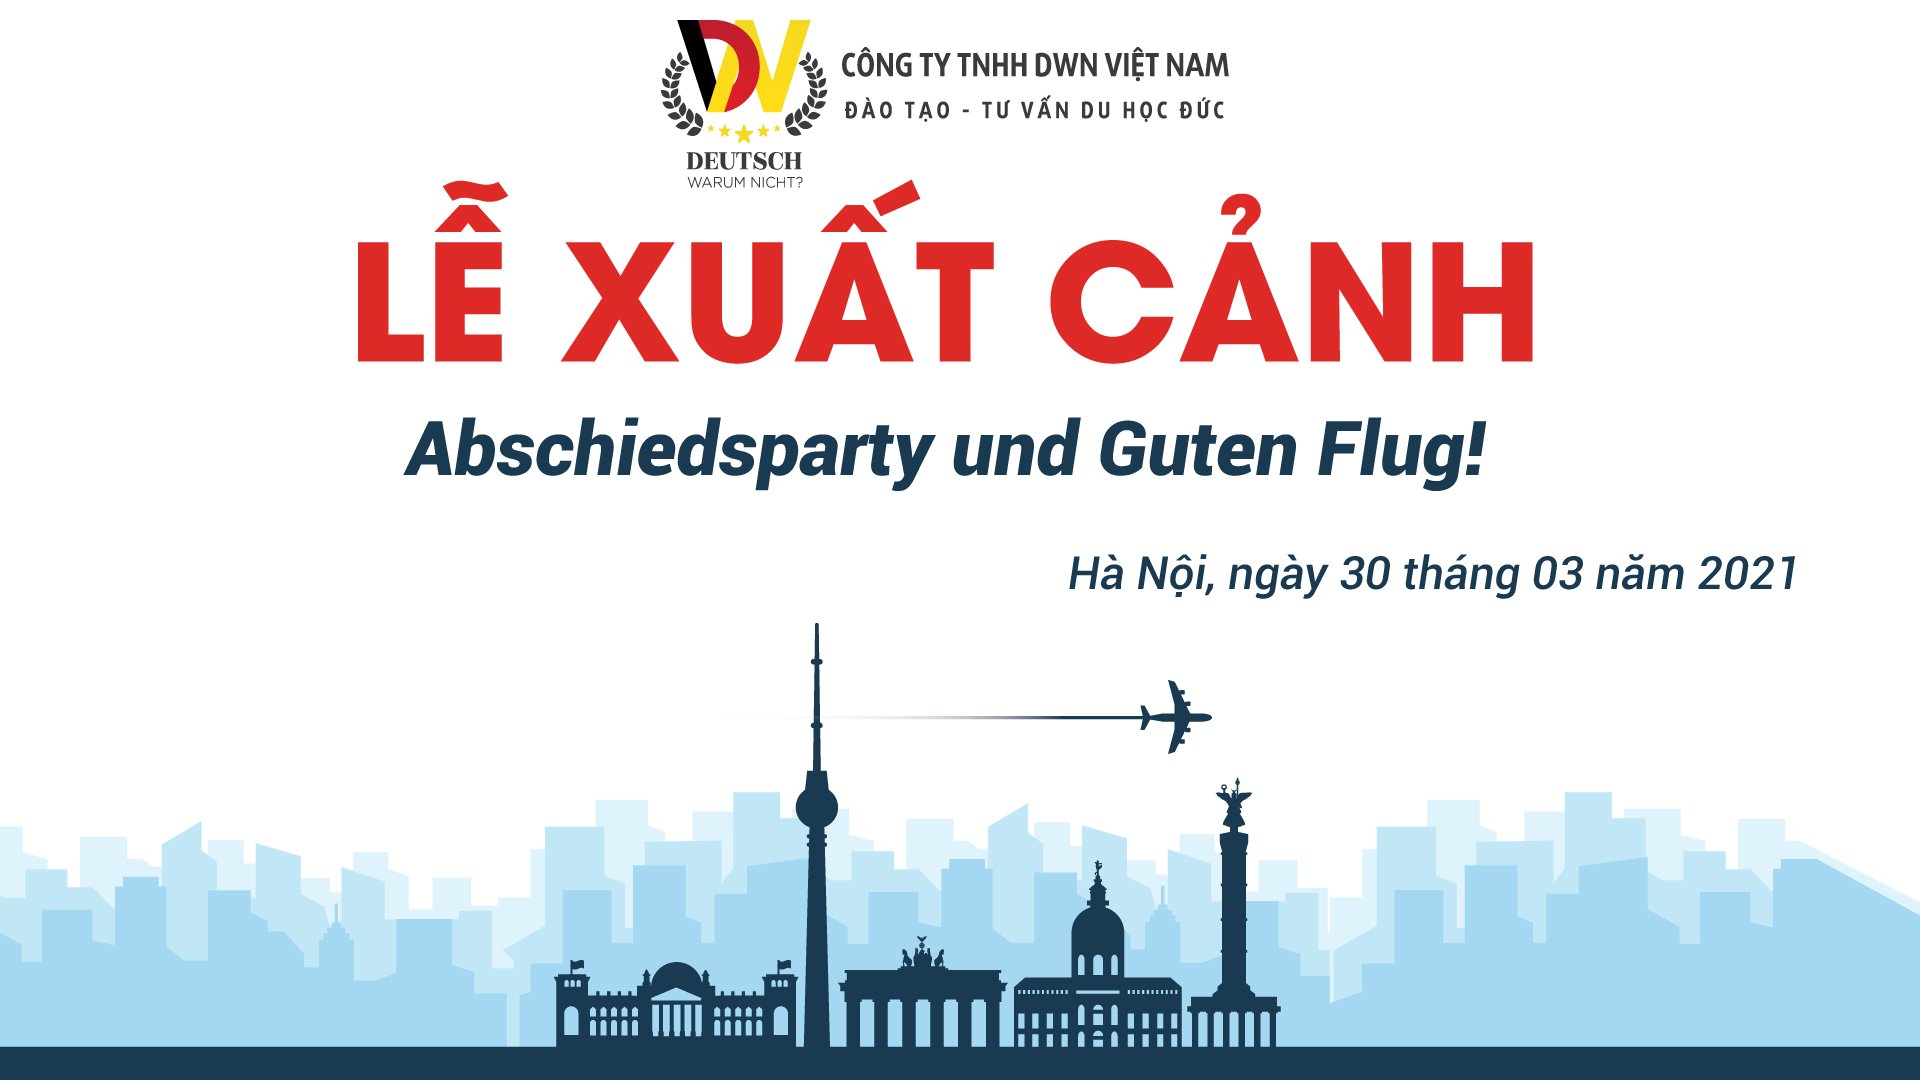 CÔNG TY TNHH DWN VIỆT NAM
ĐÀO TẠO - TƯ VẤN DU HỌC ĐỨC
DW
DEUTSCH
WARUM NICHT?
LỄ XUẤT CẢNH
Abschiedsparty und Guten Flug!
Hà Nội, ngày 30 tháng 03 năm 2021